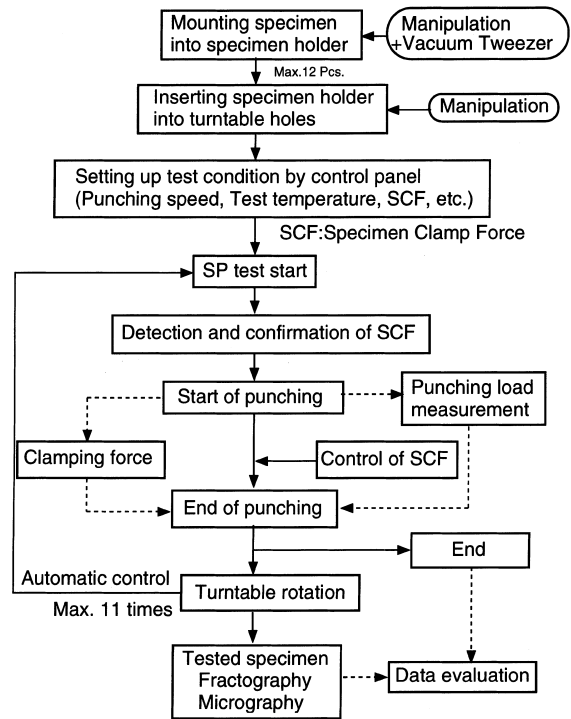 Mounting specimen
into specimen holder
Manipulation
+Vacuum Tweezer
Max.12 Pcs.
Inserting specimen holder
into turntable holes
Manipulation
Setting up test condition by control panel
(Punching speed, Test temperature, SCF, etc.)
SCF:Specimen Clamp Force
SP test start
Detection and confirmation of SCF
Start of punching
Punching load
measurement
Clamping force
Control of SCF
End of punching
End
Automatic control
Max. 11 times
Turntable rotation
Tested specimen
Fractography
Micrography
Data evaluation